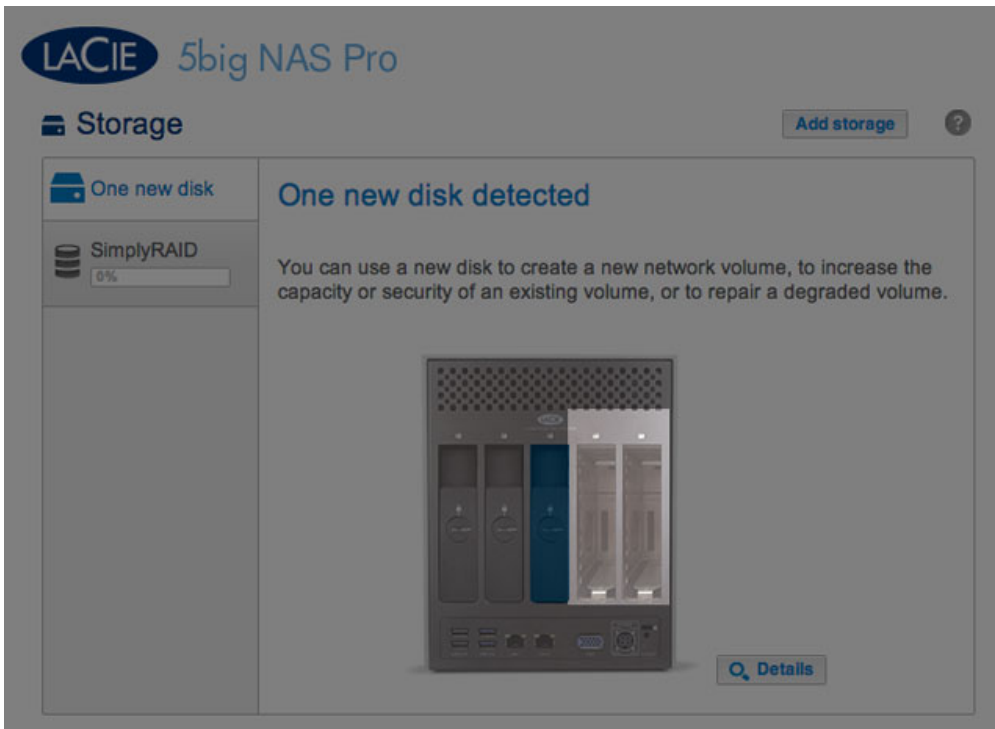 LACIE 5big NAS Pro
Storage
Add storage
?
One new disk
SimplyRAID
0%
One new disk detected
You can use a new disk to create a new network volume, to increase the
capacity or security of an existing volume, or to repair a degraded volume.
LACIE
Details